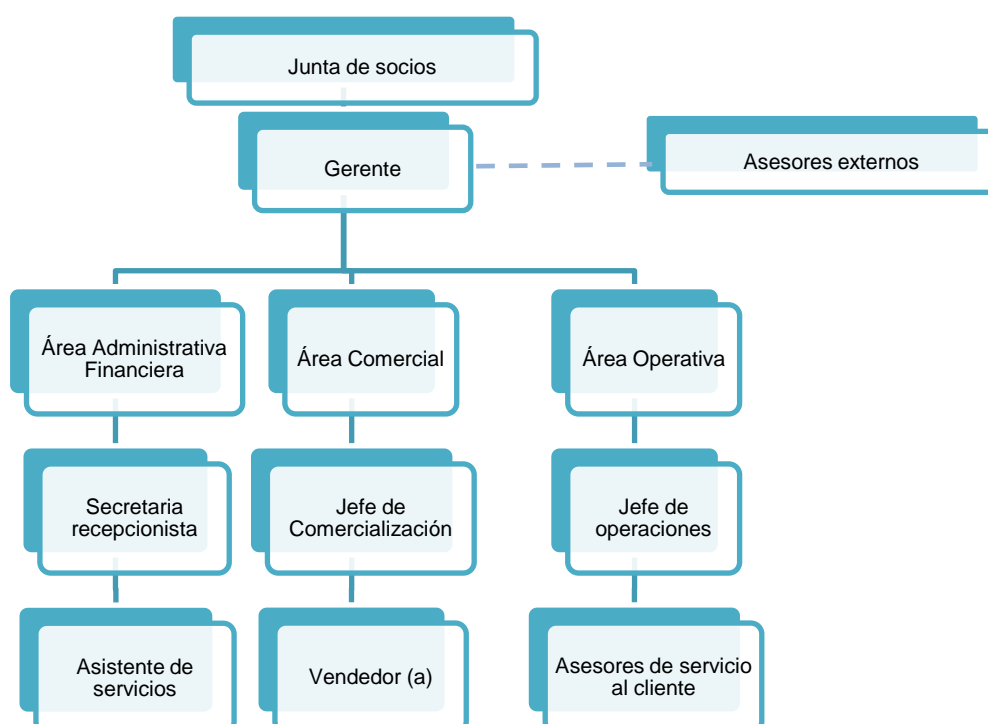 Junta de socios
Gerente
Asesores externos
Área Administrativa
Financiera
Área Comercial
Área Operativa
Secretaria
recepcionista
Jefe de
Comercialización
Jefe de
operaciones
Asistente de
servicios
Vendedor (a)
Asesores de servicio
al cliente